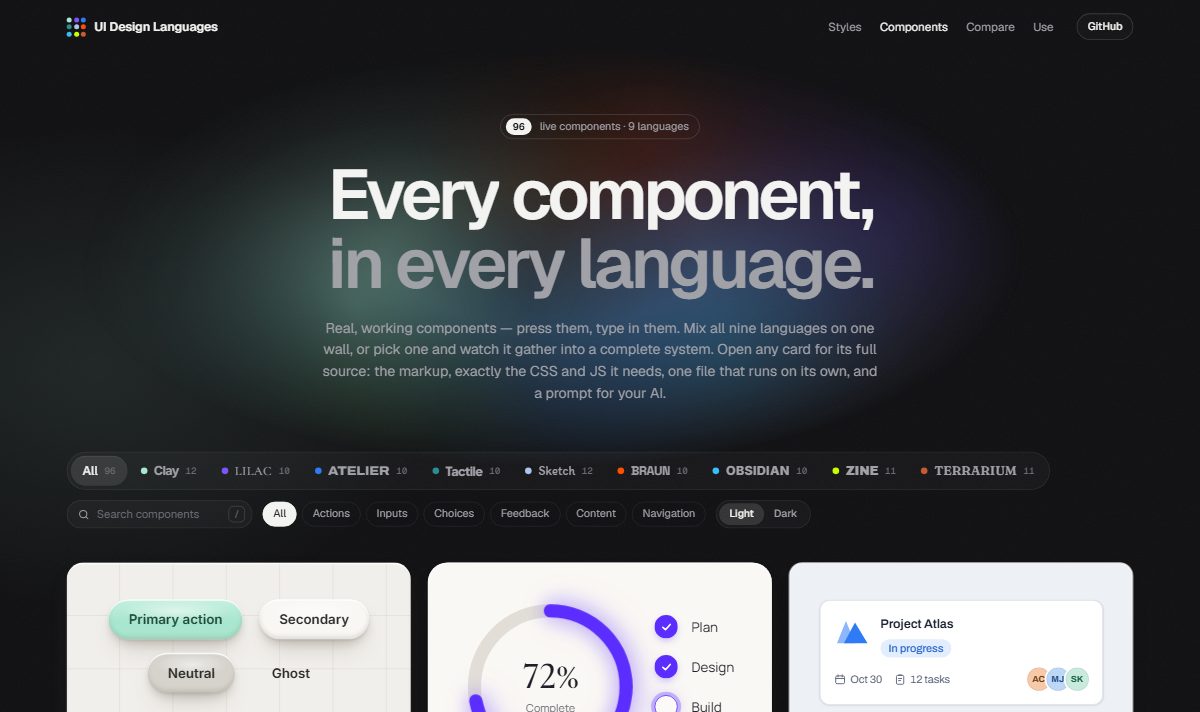 UI Design Languages
Styles Components Compare Use GitHub
96 live components · 9 languages
Every component,
in every language.
Real, working components — press them, type in them. Mix all nine languages on one
wall, or pick one and watch it gather into a complete system. Open any card for its full
source: the markup, exactly the CSS and JS it needs, one file that runs on its own, and
a prompt for your AI.
All 96 Clay 12 LILAC 10 ATELIER 10 Tactile 10 Sketch 12 BRAUN 10 OBSIDIAN 10 ZINE 11 TERRARIUM 11
Search components / All Actions Inputs Choices Feedback Content Navigation Light Dark
Primary action Secondary
Neutral Ghost
72%
Complete
Plan
Design
Build
Project Atlas
In progress
Oct 30 12 tasks AC MJ SK